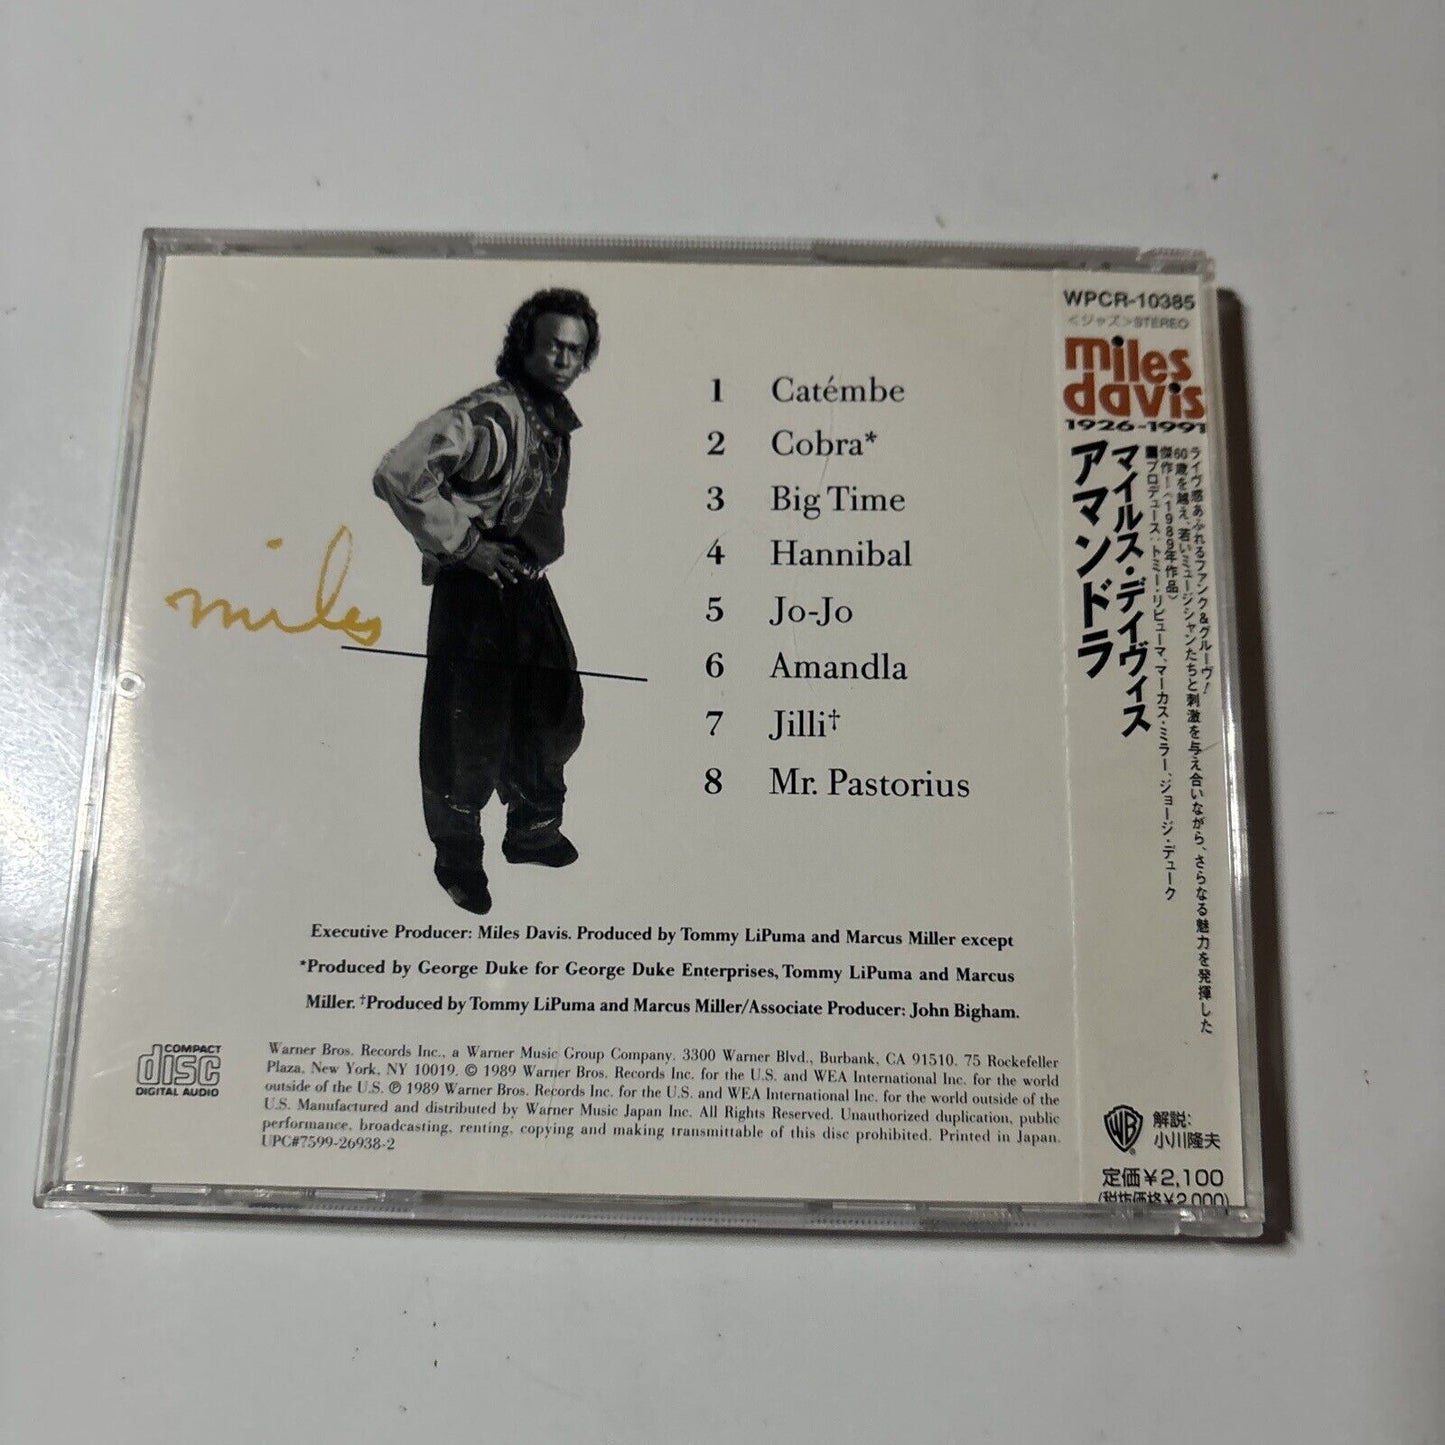 miles
1 Catémbe
2 Cobra*
3 Big Time
4 Hannibal
5 Jo-Jo
6 Amandla
7 Jilli†
8 Mr. Pastorius
Executive Producer: Miles Davis. Produced by Tommy LiPuma and Marcus Miller except
*Produced by George Duke for George Duke Enterprises, Tommy LiPuma and Marcus
Miller. †Produced by Tommy LiPuma and Marcus Miller/Associate Producer: John Bigham.
COMPACT
disc
DIGITAL AUDIO
Warner Bros. Records Inc., a Warner Music Group Company. 3300 Warner Blvd., Burbank, CA 91510. 75 Rockefeller
Plaza, New York, NY 10019. © 1989 Warner Bros. Records Inc. for the U.S. and WEA International Inc. for the world
outside of the U.S. ℗ 1989 Warner Bros. Records Inc. for the U.S. and WEA International Inc. for the world outside of the
U.S. Manufactured and distributed by Warner Music Japan Inc. All Rights Reserved. Unauthorized duplication, public
performance, broadcasting, renting, copying and making transmittable of this disc prohibited. Printed in Japan.
UPC#7599-26938-2
WPCR-10385
<ジャズ>STEREO
miles
davis
1926-1991
ライヴ感あふれるファンク&グルーヴ!
60歳を越え、若いミュージシャンたちと刺激を与え合いながら、さらなる魅力を発揮した
傑作!(1989年作品)
■プロデュース:トミー・リピューマ、マーカス・ミラー、ジョージ・デューク
マイルス・デイヴィス
アマンドラ
WB
解説:
小川隆夫
定価¥2,100
(税抜価格¥2,000)